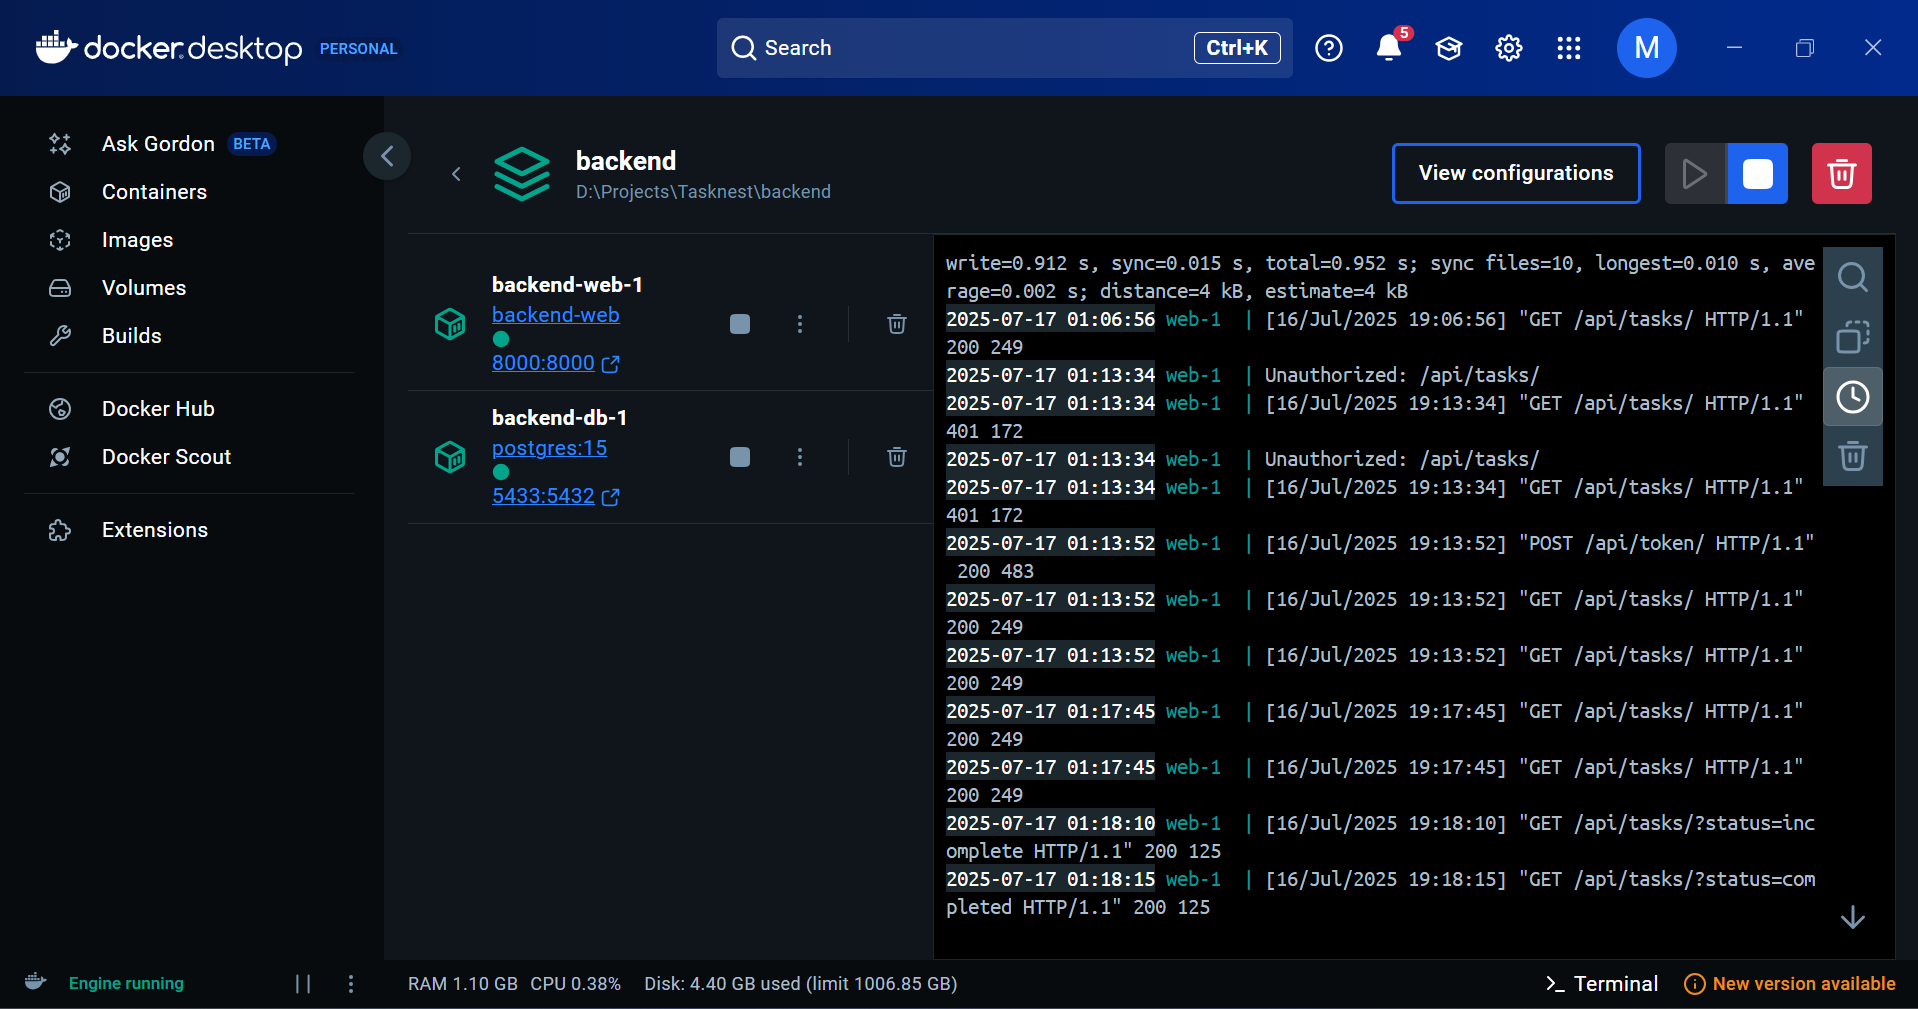 docker desktop PERSONAL
Search Ctrl+K
5
M
Ask Gordon BETA
Containers
Images
Volumes
Builds
Docker Hub
Docker Scout
Extensions
backend
D:\Projects\Tasknest\backend
View configurations
backend-web-1
backend-web
8000:8000
backend-db-1
postgres:15
5433:5432
write=0.912 s, sync=0.015 s, total=0.952 s; sync files=10, longest=0.010 s, ave
rage=0.002 s; distance=4 kB, estimate=4 kB
2025-07-17 01:06:56 web-1  | [16/Jul/2025 19:06:56] "GET /api/tasks/ HTTP/1.1"
200 249
2025-07-17 01:13:34 web-1  | Unauthorized: /api/tasks/
2025-07-17 01:13:34 web-1  | [16/Jul/2025 19:13:34] "GET /api/tasks/ HTTP/1.1"
401 172
2025-07-17 01:13:34 web-1  | Unauthorized: /api/tasks/
2025-07-17 01:13:34 web-1  | [16/Jul/2025 19:13:34] "GET /api/tasks/ HTTP/1.1"
401 172
2025-07-17 01:13:52 web-1  | [16/Jul/2025 19:13:52] "POST /api/token/ HTTP/1.1"
200 483
2025-07-17 01:13:52 web-1  | [16/Jul/2025 19:13:52] "GET /api/tasks/ HTTP/1.1"
200 249
2025-07-17 01:13:52 web-1  | [16/Jul/2025 19:13:52] "GET /api/tasks/ HTTP/1.1"
200 249
2025-07-17 01:17:45 web-1  | [16/Jul/2025 19:17:45] "GET /api/tasks/ HTTP/1.1"
200 249
2025-07-17 01:17:45 web-1  | [16/Jul/2025 19:17:45] "GET /api/tasks/ HTTP/1.1"
200 249
2025-07-17 01:18:10 web-1  | [16/Jul/2025 19:18:10] "GET /api/tasks/?status=inc
omplete HTTP/1.1" 200 125
2025-07-17 01:18:15 web-1  | [16/Jul/2025 19:18:15] "GET /api/tasks/?status=com
pleted HTTP/1.1" 200 125
Engine running
RAM 1.10 GB CPU 0.38% Disk: 4.40 GB used (limit 1006.85 GB)
Terminal
New version available